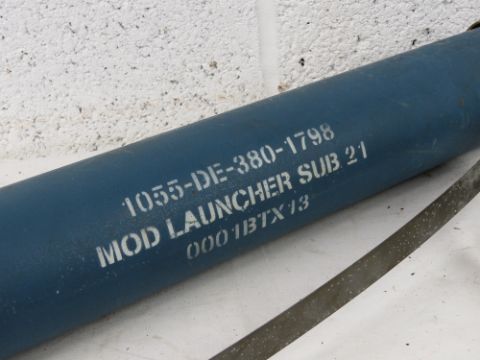 1055-DE-380-1798
MOD LAUNCHER SUB 21
0001BTX13